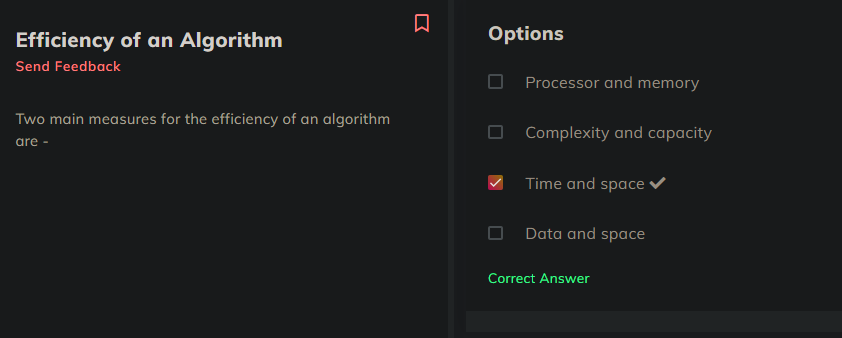 Efficiency of an Algorithm
Send Feedback
Two main measures for the efficiency of an algorithm
are -
Options
Processor and memory
Complexity and capacity
Time and space
Data and space
Correct Answer